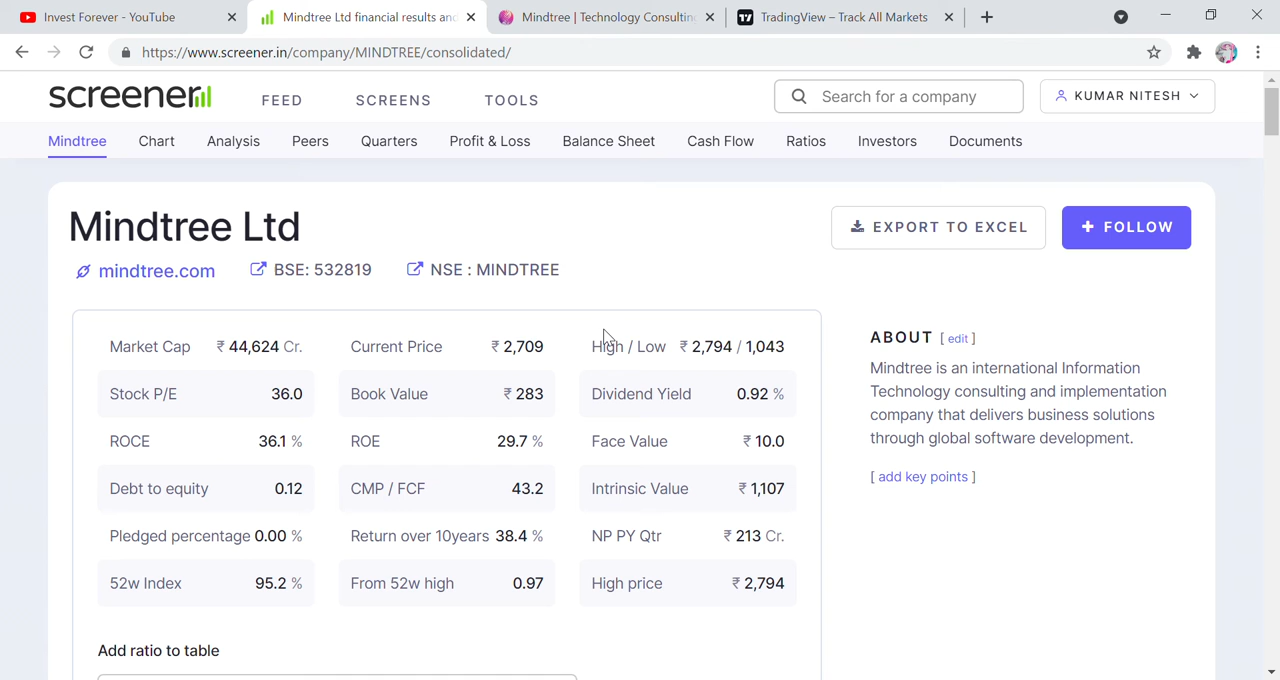 Invest Forever - YouTube
Mindtree Ltd financial results and
Mindtree | Technology Consultin
TradingView – Track All Markets
https://www.screener.in/company/MINDTREE/consolidated/
screener
FEED
SCREENS
TOOLS
Search for a company
KUMAR NITESH
Mindtree
Chart
Analysis
Peers
Quarters
Profit & Loss
Balance Sheet
Cash Flow
Ratios
Investors
Documents
Mindtree Ltd
EXPORT TO EXCEL
FOLLOW
mindtree.com
BSE: 532819
NSE : MINDTREE
Market Cap ₹ 44,624 Cr.
Current Price ₹ 2,709
High / Low ₹ 2,794 / 1,043
Stock P/E 36.0
Book Value ₹ 283
Dividend Yield 0.92 %
ROCE 36.1 %
ROE 29.7 %
Face Value ₹ 10.0
Debt to equity 0.12
CMP / FCF 43.2
Intrinsic Value ₹ 1,107
Pledged percentage 0.00 %
Return over 10years 38.4 %
NP PY Qtr ₹ 213 Cr.
52w Index 95.2 %
From 52w high 0.97
High price ₹ 2,794
Add ratio to table
ABOUT [ edit ]
Mindtree is an international Information
Technology consulting and implementation
company that delivers business solutions
through global software development.
[ add key points ]